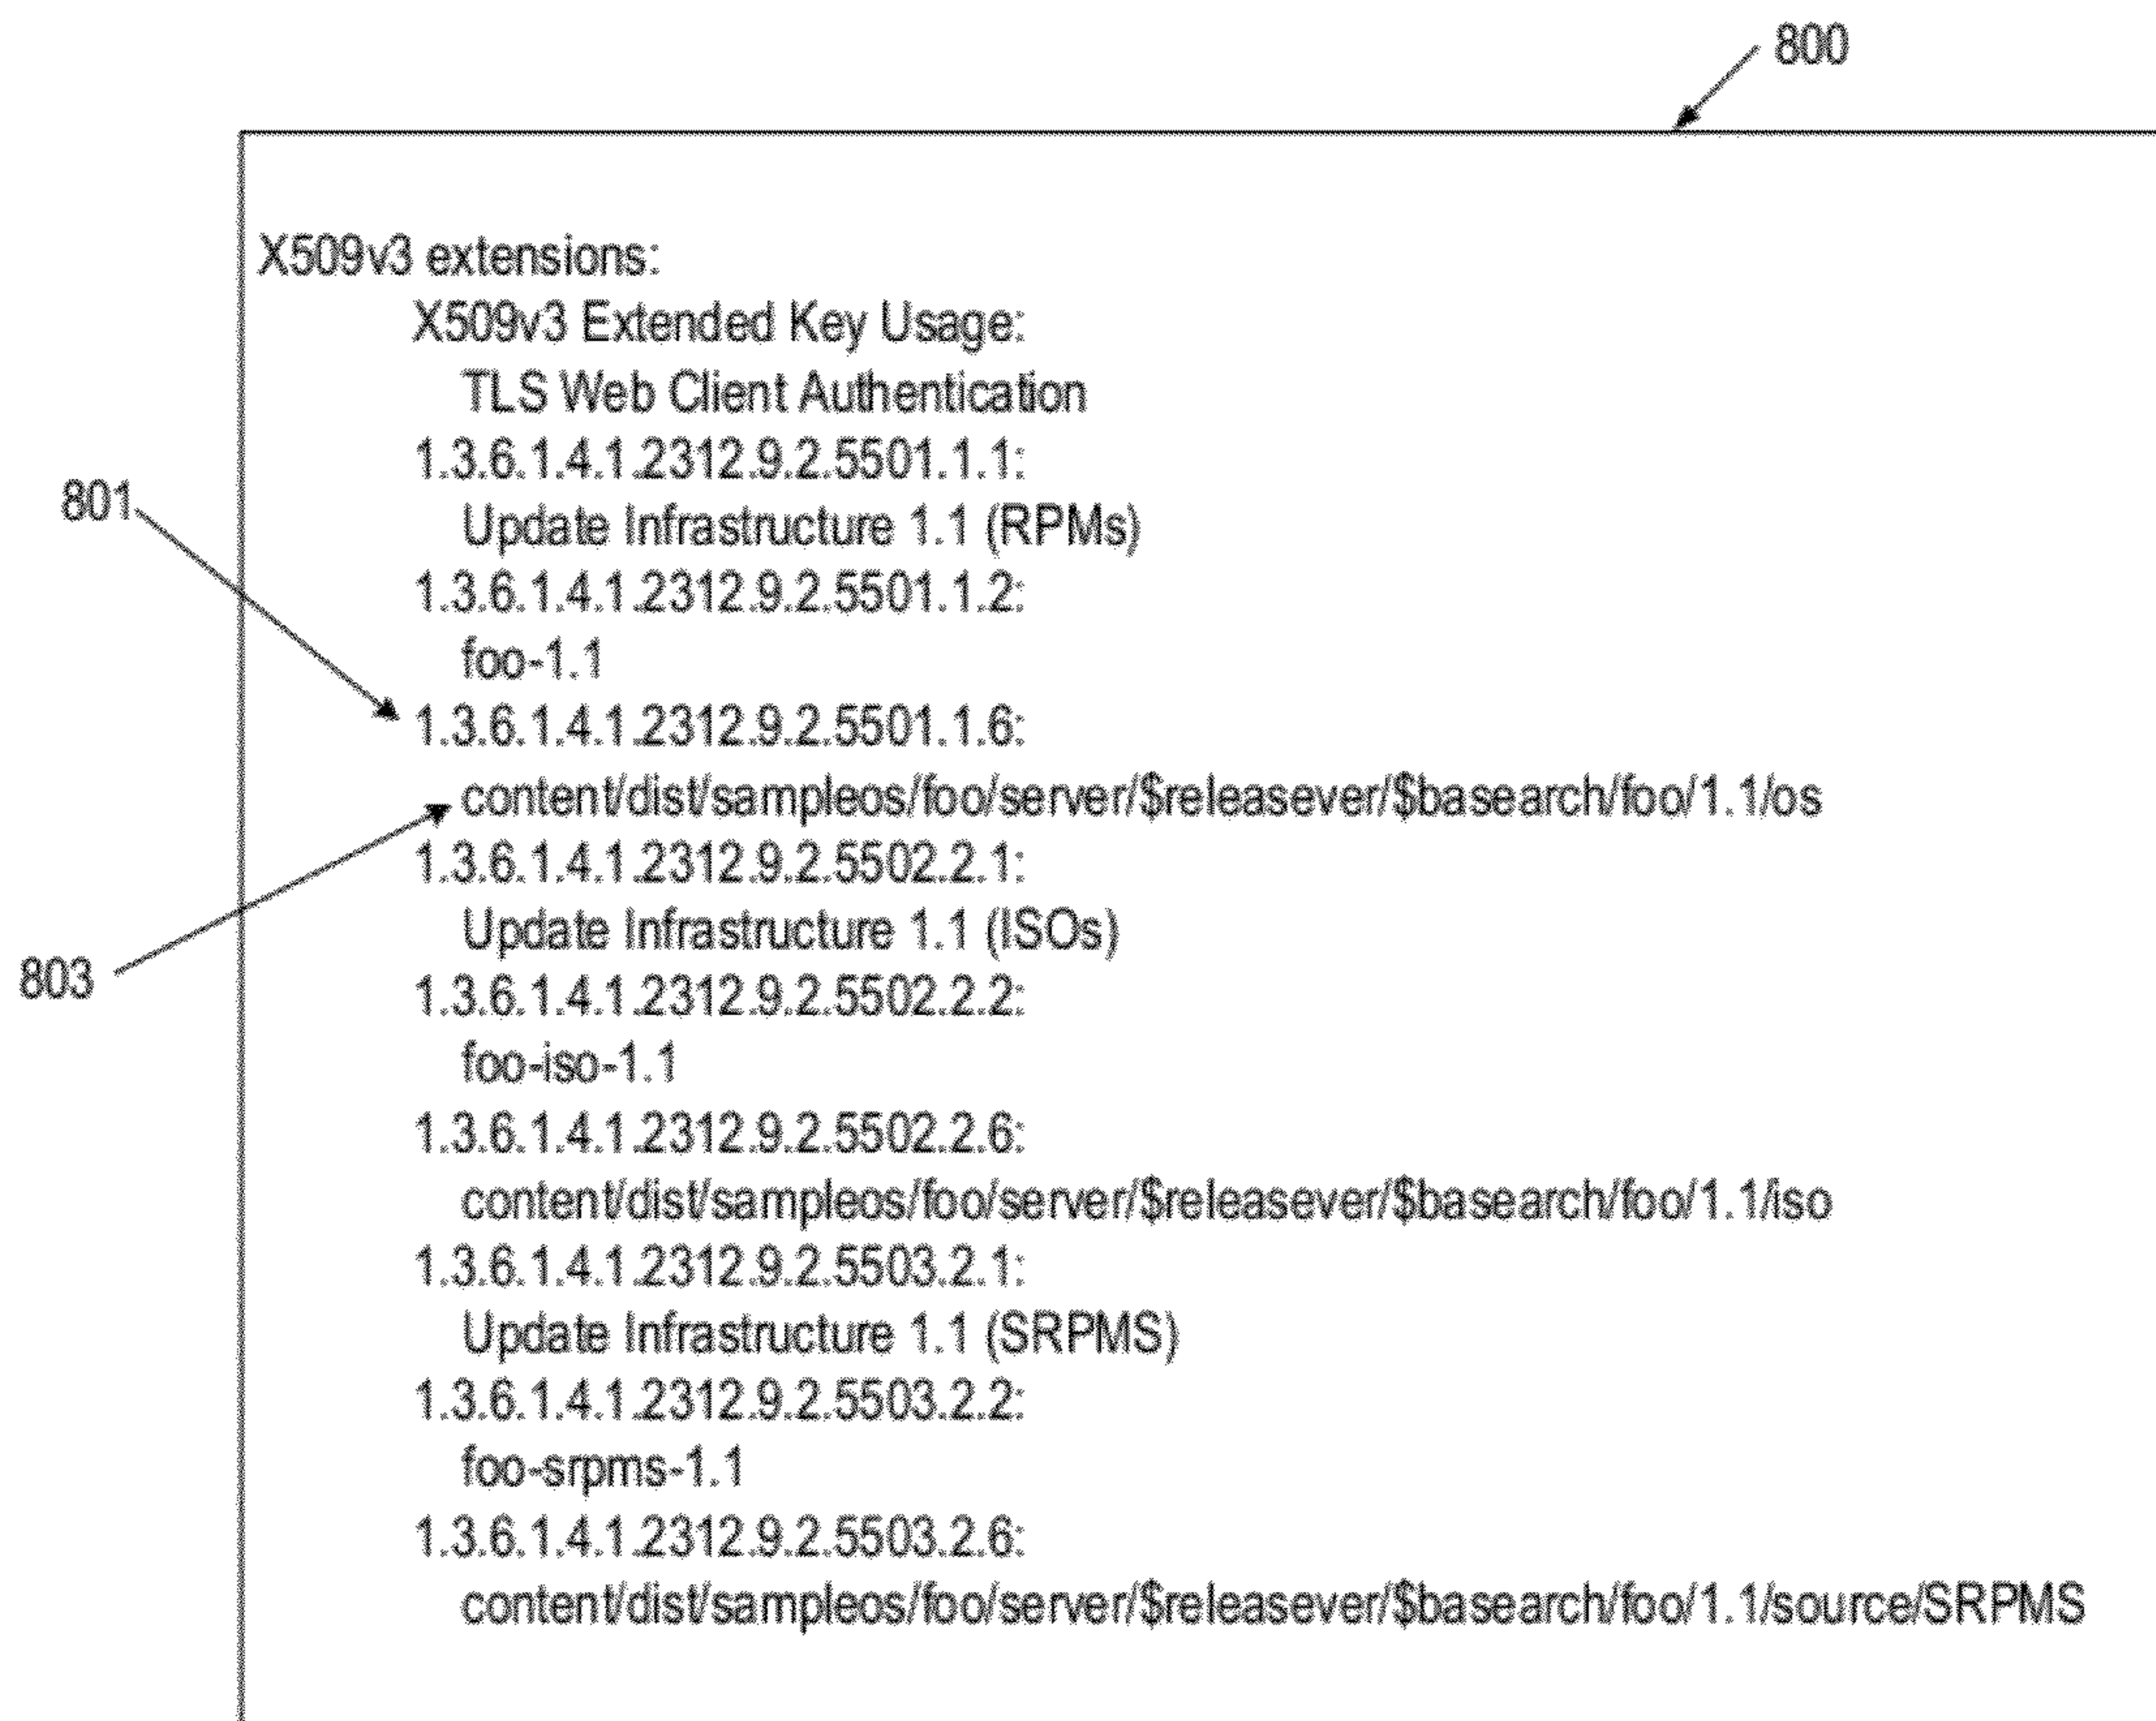 800
X509v3 extensions:
X509v3 Extended Key Usage:
TLS Web Client Authentication
1.3.6.1.4.1.2312.9.2.5501.1.1:
801
Update Infrastructure 1.1 (RPMs)
1.3.6.1.4.1.2312.9.2.5501.1.2:
foo-1.1
1.3.6.1.4.1.2312.9.2.5501.1.6:
content/dist/sampleos/foo/server/$releasever/$basearch/foo/1.1/os
1.3.6.1.4.1.2312.9.2.5502.2.1:
Update Infrastructure 1.1 (ISOs)
803
1.3.6.1.4.1.2312.9.2.5502.2.2:
foo-iso-1.1
1.3.6.1.4.1.2312.9.2.5502.2.6:
content/dist/sampleos/foo/server/$releasever/$basearch/foo/1.1/iso
1.3.6.1.4.1.2312.9.2.5503.2.1:
Update Infrastructure 1.1 (SRPMS)
1.3.6.1.4.1.2312.9.2.5503.2.2:
foo-srpms-1.1
1.3.6.1.4.1.2312.9.2.5503.2.6:
content/dist/sampleos/foo/server/$releasever/$basearch/foo/1.1/source/SRPMS